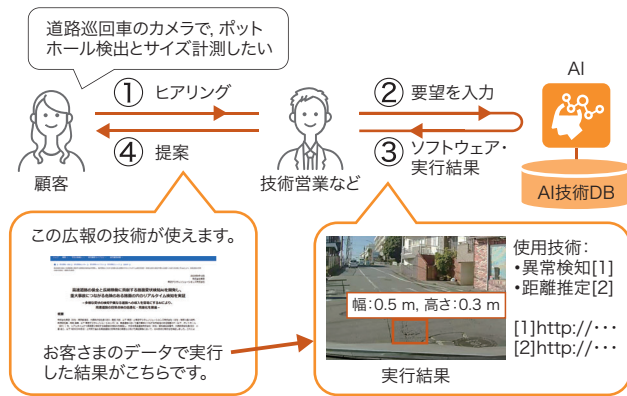 道路巡回車のカメラで, ポット
ホール検出とサイズ計測したい
① ヒアリング
② 要望を入力
AI
④ 提案
③ ソフトウェア・
実行結果
顧客
技術営業など
AI技術DB
この広報の技術が使えます。
お客さまのデータで実行
した結果がこちらです。
幅:0.5 m, 高さ:0.3 m
実行結果
使用技術:
•異常検知[1]
•距離推定[2]
[1]http://・・・
[2]http://・・・